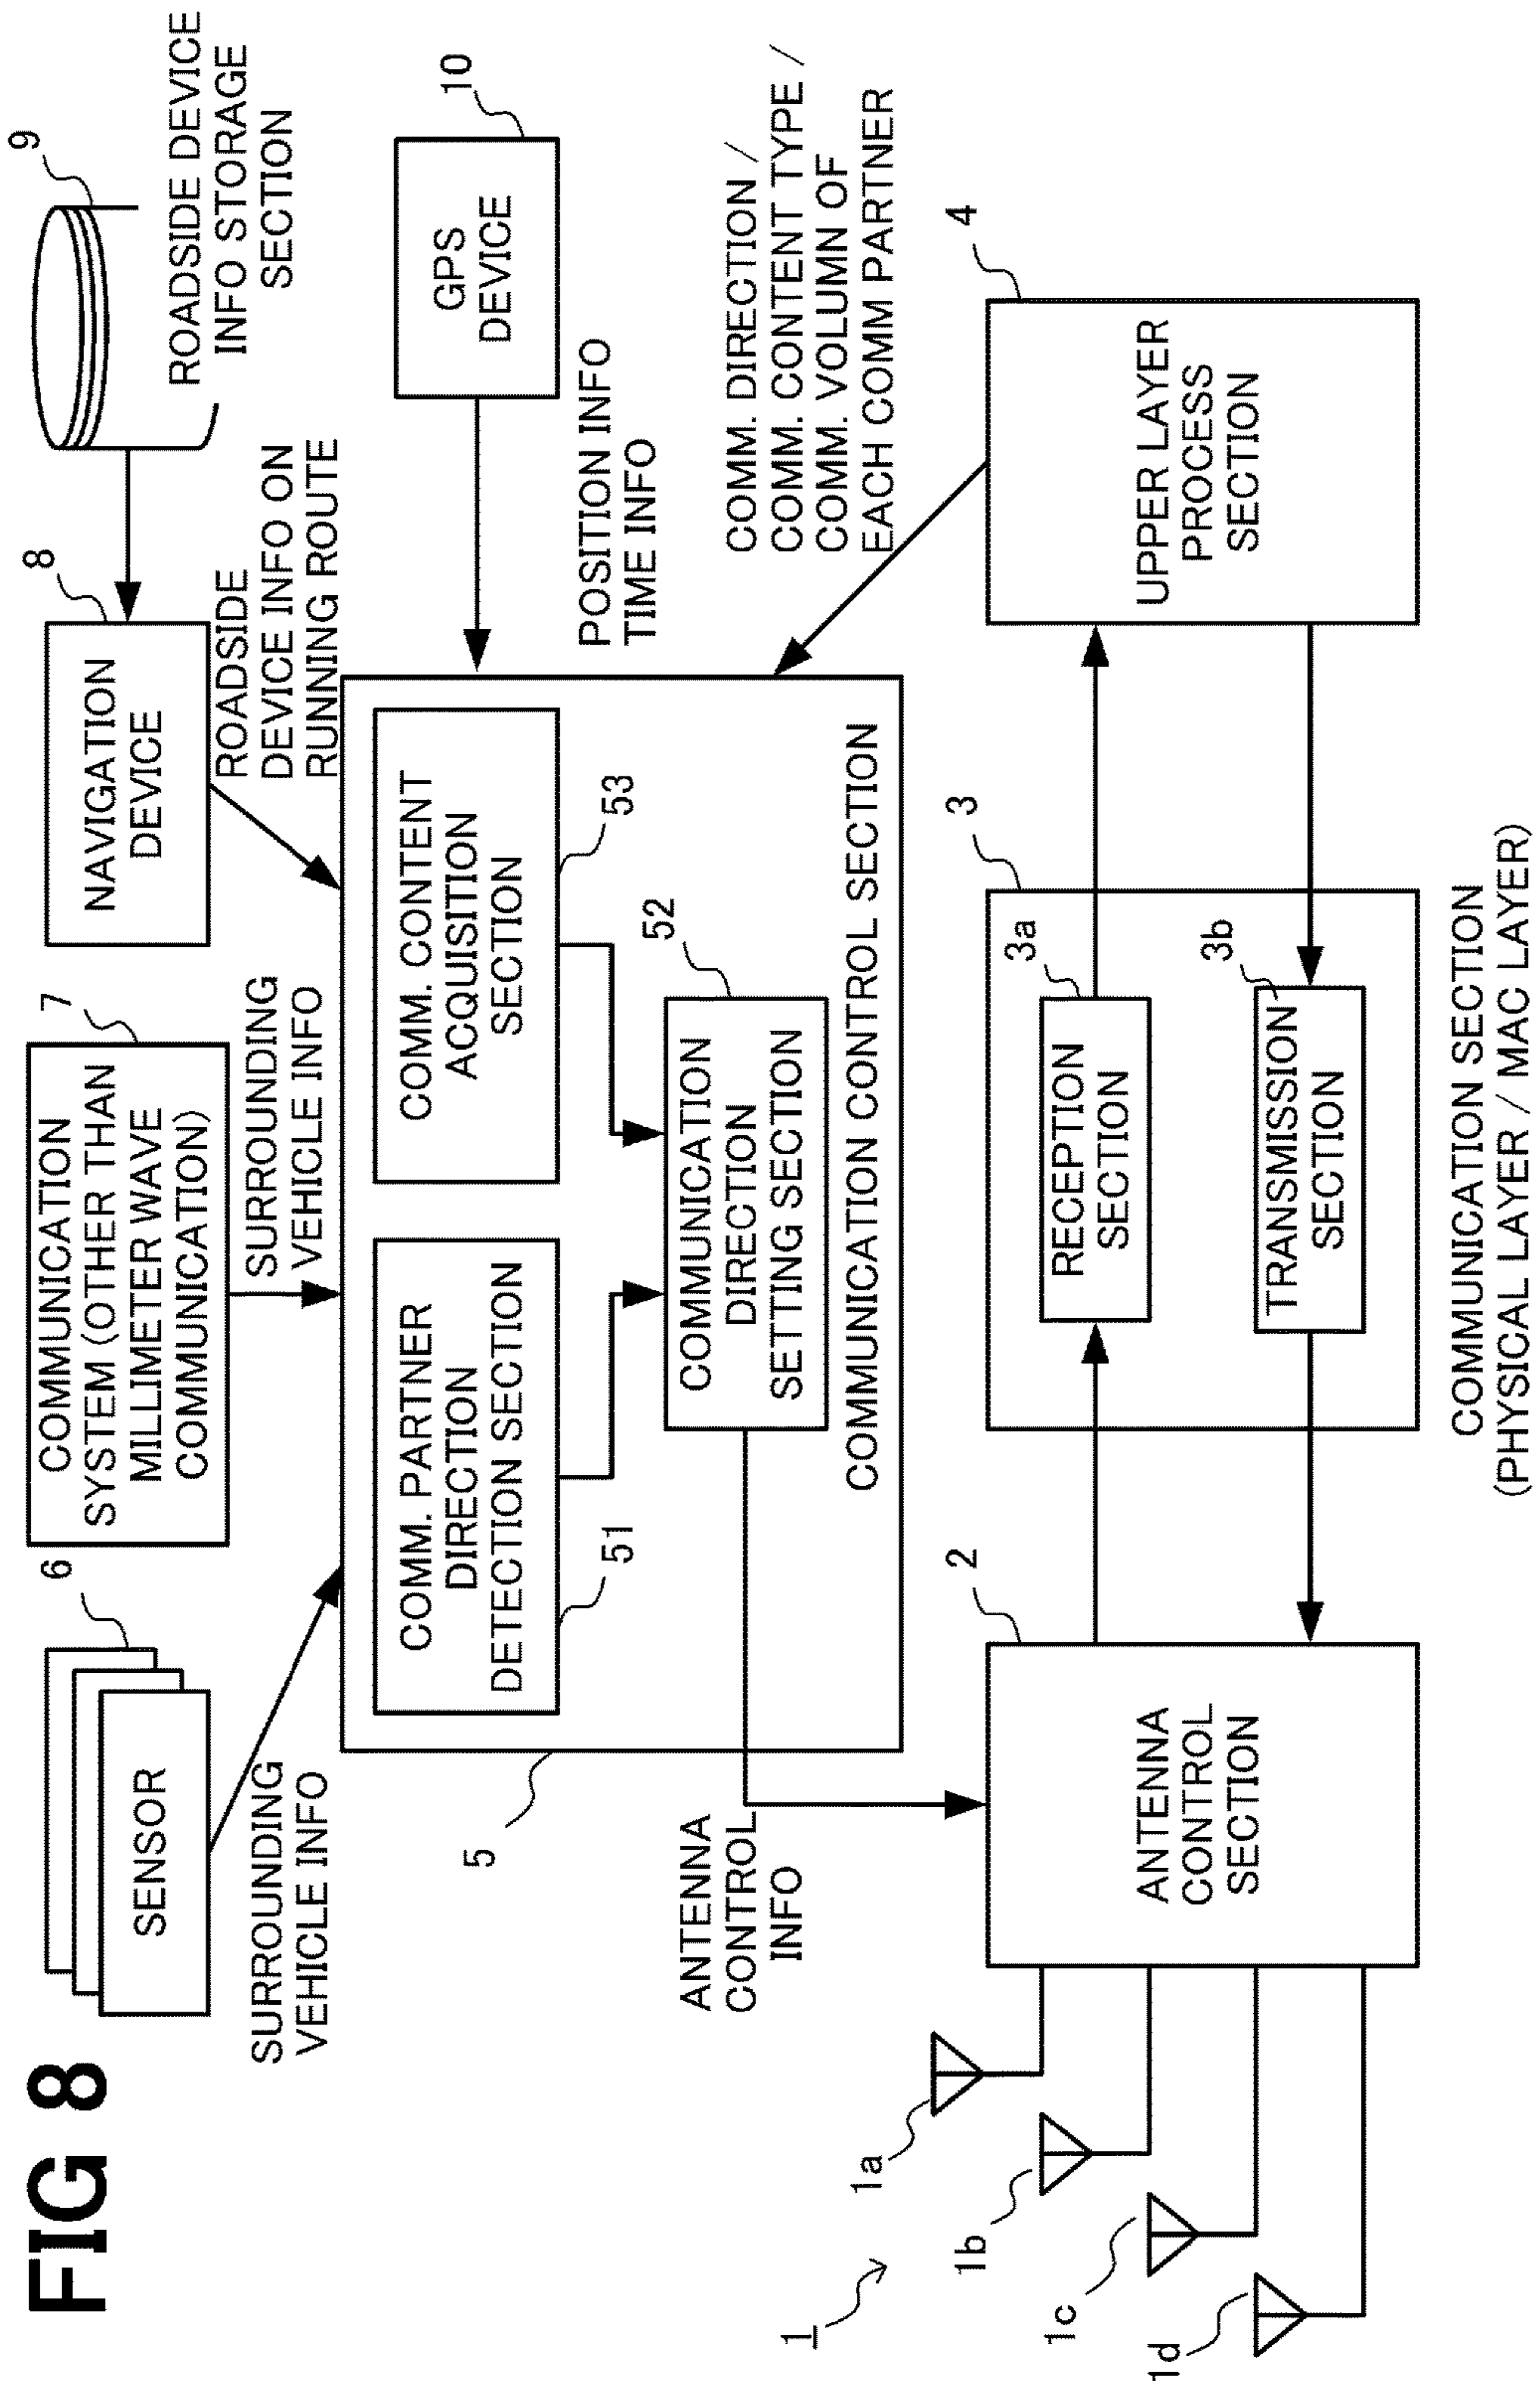 FIG 8
6
SENSOR
SURROUNDING
VEHICLE INFO
7
COMMUNICATION
SYSTEM (OTHER THAN
MILLIMETER WAVE
COMMUNICATION)
SURROUNDING
VEHICLE INFO
8
NAVIGATION
DEVICE
ROADSIDE
DEVICE INFO ON
RUNNING ROUTE
9
ROADSIDE DEVICE
INFO STORAGE
SECTION
10
GPS
DEVICE
POSITION INFO
TIME INFO
COMM. PARTNER
DIRECTION
DETECTION SECTION
51
COMM. CONTENT
ACQUISITION
SECTION
53
52
COMMUNICATION
DIRECTION
SETTING SECTION
COMMUNICATION CONTROL SECTION
5
COMM. DIRECTION /
COMM. CONTENT TYPE /
COMM. VOLUMN OF
EACH COMM PARTNER
ANTENNA
CONTROL
INFO
1
1a
1b
1c
1d
2
ANTENNA
CONTROL
SECTION
3
3a
RECEPTION
SECTION
3b
TRANSMISSION
SECTION
COMMUNICATION SECTION
(PHYSICAL LAYER / MAC LAYER)
4
UPPER LAYER
PROCESS
SECTION